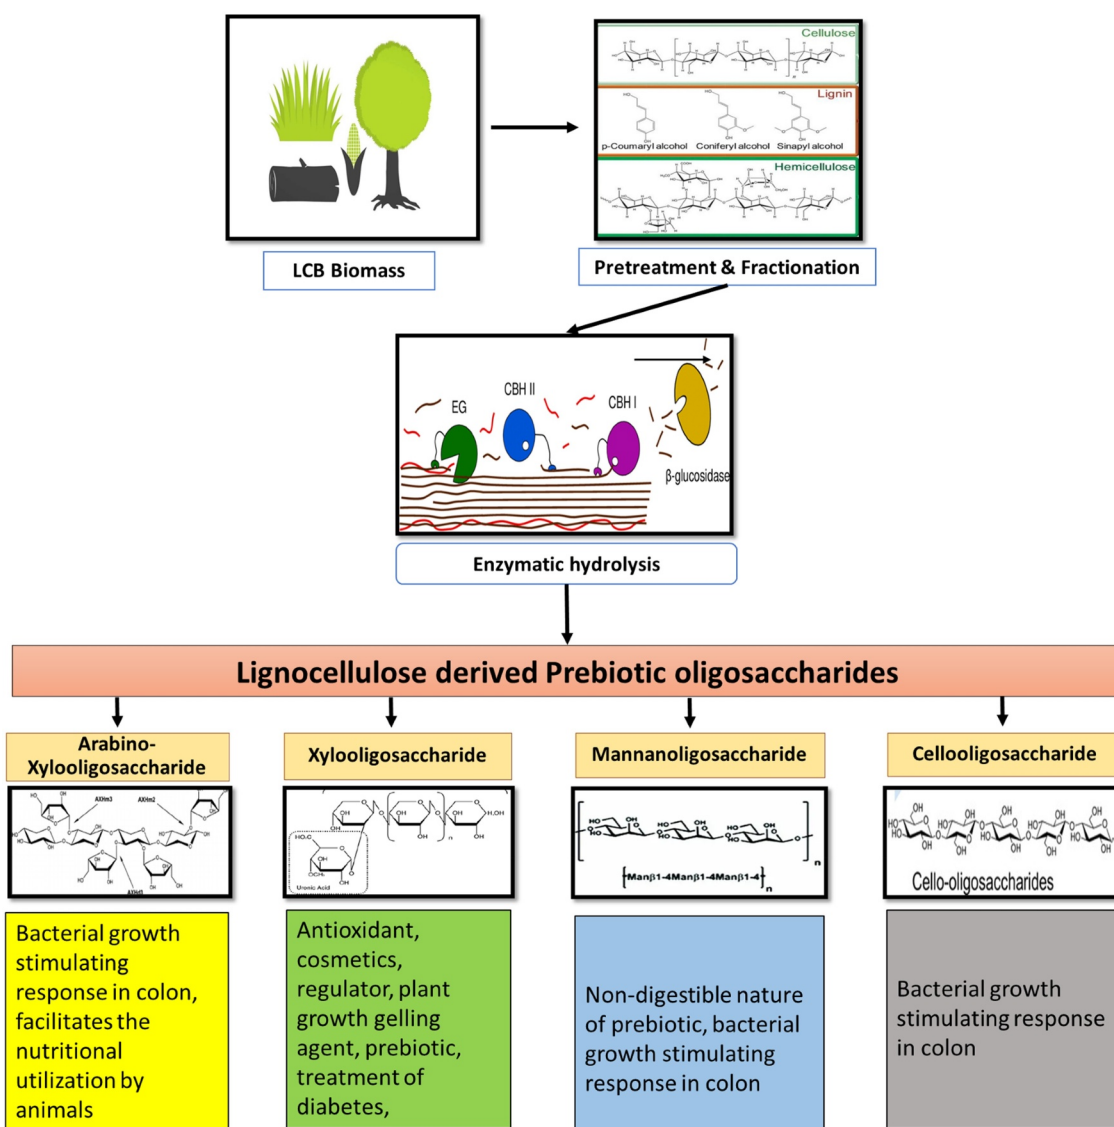 Cellulose
Lignin
p-Coumaryl alcohol
Coniferyl alcohol
Sinapyl alcohol
Hemicellulose
LCB Biomass
Pretreatment & Fractionation
EG
CBH II
CBH I
β-glucosidase
Enzymatic hydrolysis
Lignocellulose derived Prebiotic oligosaccharides
Arabino-
Xylooligosaccharide
Xylooligosaccharide
Mannanoligosaccharide
Cellooligosaccharide
AXHm3
AXHm2
AXHd3
Uronic Acid
n
n
{Manβ1-4Manβ1-4Manβ1-4}
n
Cello-oligosaccharides
Bacterial growth
stimulating
response in colon,
facilitates the
nutritional
utilization by
animals
Antioxidant,
cosmetics,
regulator, plant
growth gelling
agent, prebiotic,
treatment of
diabetes,
Non-digestible nature
of prebiotic, bacterial
growth stimulating
response in colon
Bacterial growth
stimulating response
in colon